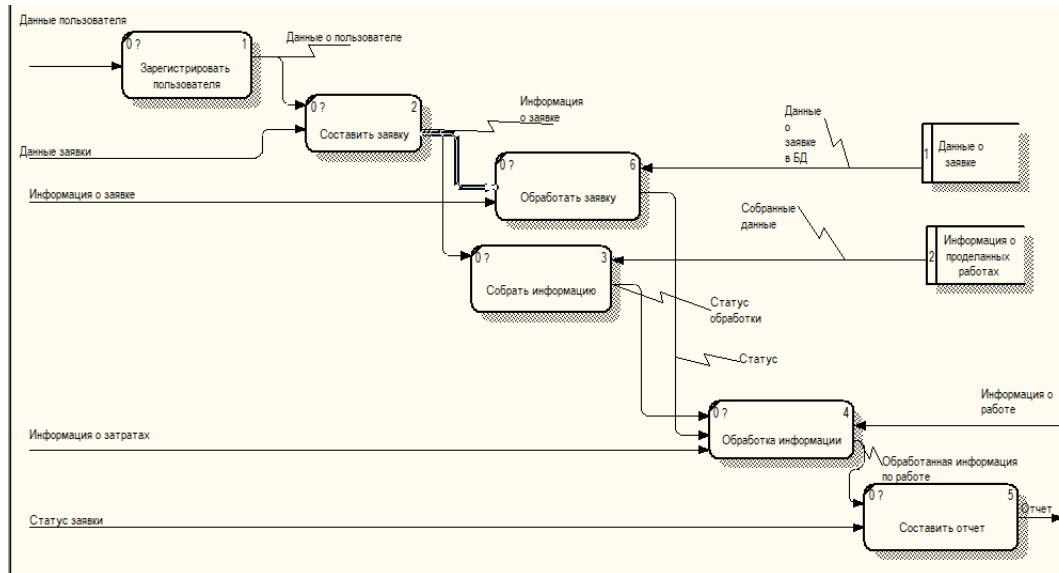 Данные пользователя
0 ?
1
Зарегистрировать
пользователя
Данные о пользователе
0 ?
2
Составить заявку
Информация
о заявке
Данные
о
заявке
в БД
1
Данные о
заявке
Данные заявки
0 ?
6
Обработать заявку
Информация о заявке
Собранные
данные
2
Информация о
проделанных
работах
0 ?
3
Собрать информацию
Статус
обработки
Статус
Информация о
работе
0 ?
4
Обработка информации
Информация о затратах
Обработанная информация
по работе
0 ?
5
Составить отчет
Отчет
Статус заявки